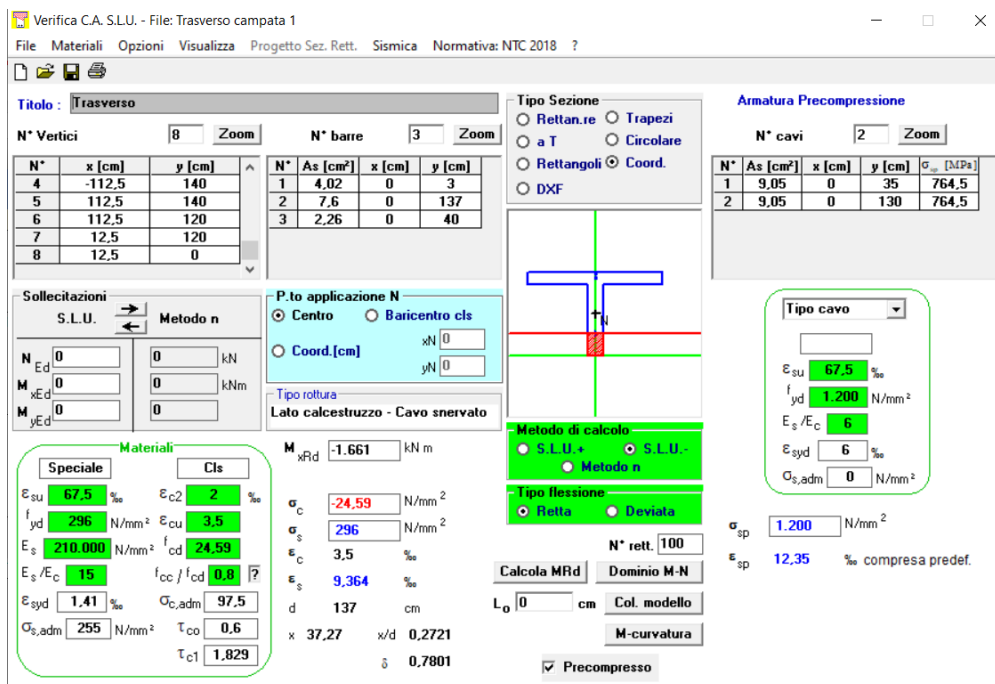 Verifica C.A. S.L.U. - File: Trasverso campata 1
File Materiali Opzioni Visualizza Progetto Sez. Rett. Sismica Normativa: NTC 2018 ?
Titolo : Trasverso
N° Vertici 8 Zoom
N° x [cm] y [cm]
4 -112,5 140
5 112,5 140
6 112,5 120
7 12,5 120
8 12,5 0
N° barre 3 Zoom
N° As [cm²] x [cm] y [cm]
1 4,02 0 3
2 7,6 0 137
3 2,26 0 40
Tipo Sezione
Rettan.re Trapezi
a T Circolare
Rettangoli Coord.
DXF
Armatura Precompressione
N° cavi 2 Zoom
N° As [cm²] x [cm] y [cm] σsp [MPa]
1 9,05 0 35 764,5
2 9,05 0 130 764,5
Sollecitazioni
S.L.U. Metodo n
N Ed 0 0 kN
M xEd 0 0 kNm
M yEd 0 0
P.to applicazione N
Centro Baricentro cls
Coord.[cm] xN 0
yN 0
Tipo rottura
Lato calcestruzzo - Cavo snervato
N
Tipo cavo
εsu 67,5 ‰
fyd 1.200 N/mm²
Es/Ec 6
εsyd 6 ‰
σs,adm 0 N/mm²
Materiali
Speciale Cls
εsu 67,5 ‰ εc2 2 ‰
fyd 296 N/mm² εcu 3,5
Es 210.000 N/mm² fcd 24,59
Es/Ec 15 fcc / fcd 0,8 ?
εsyd 1,41 ‰ σc,adm 97,5
σs,adm 255 N/mm² τco 0,6
τc1 1,829
M xRd -1.661 kN m
σc -24,59 N/mm²
σs 296 N/mm²
εc 3,5 ‰
εs 9,364 ‰
d 137 cm
x 37,27 x/d 0,2721
δ 0,7801
Metodo di calcolo
S.L.U.+ S.L.U.-
Metodo n
Tipo flessione
Retta Deviata
N° rett. 100
Calcola MRd Dominio M-N
Lo 0 cm Col. modello
M-curvatura
Precompresso
σsp 1.200 N/mm²
εsp 12,35 ‰ compresa predef.